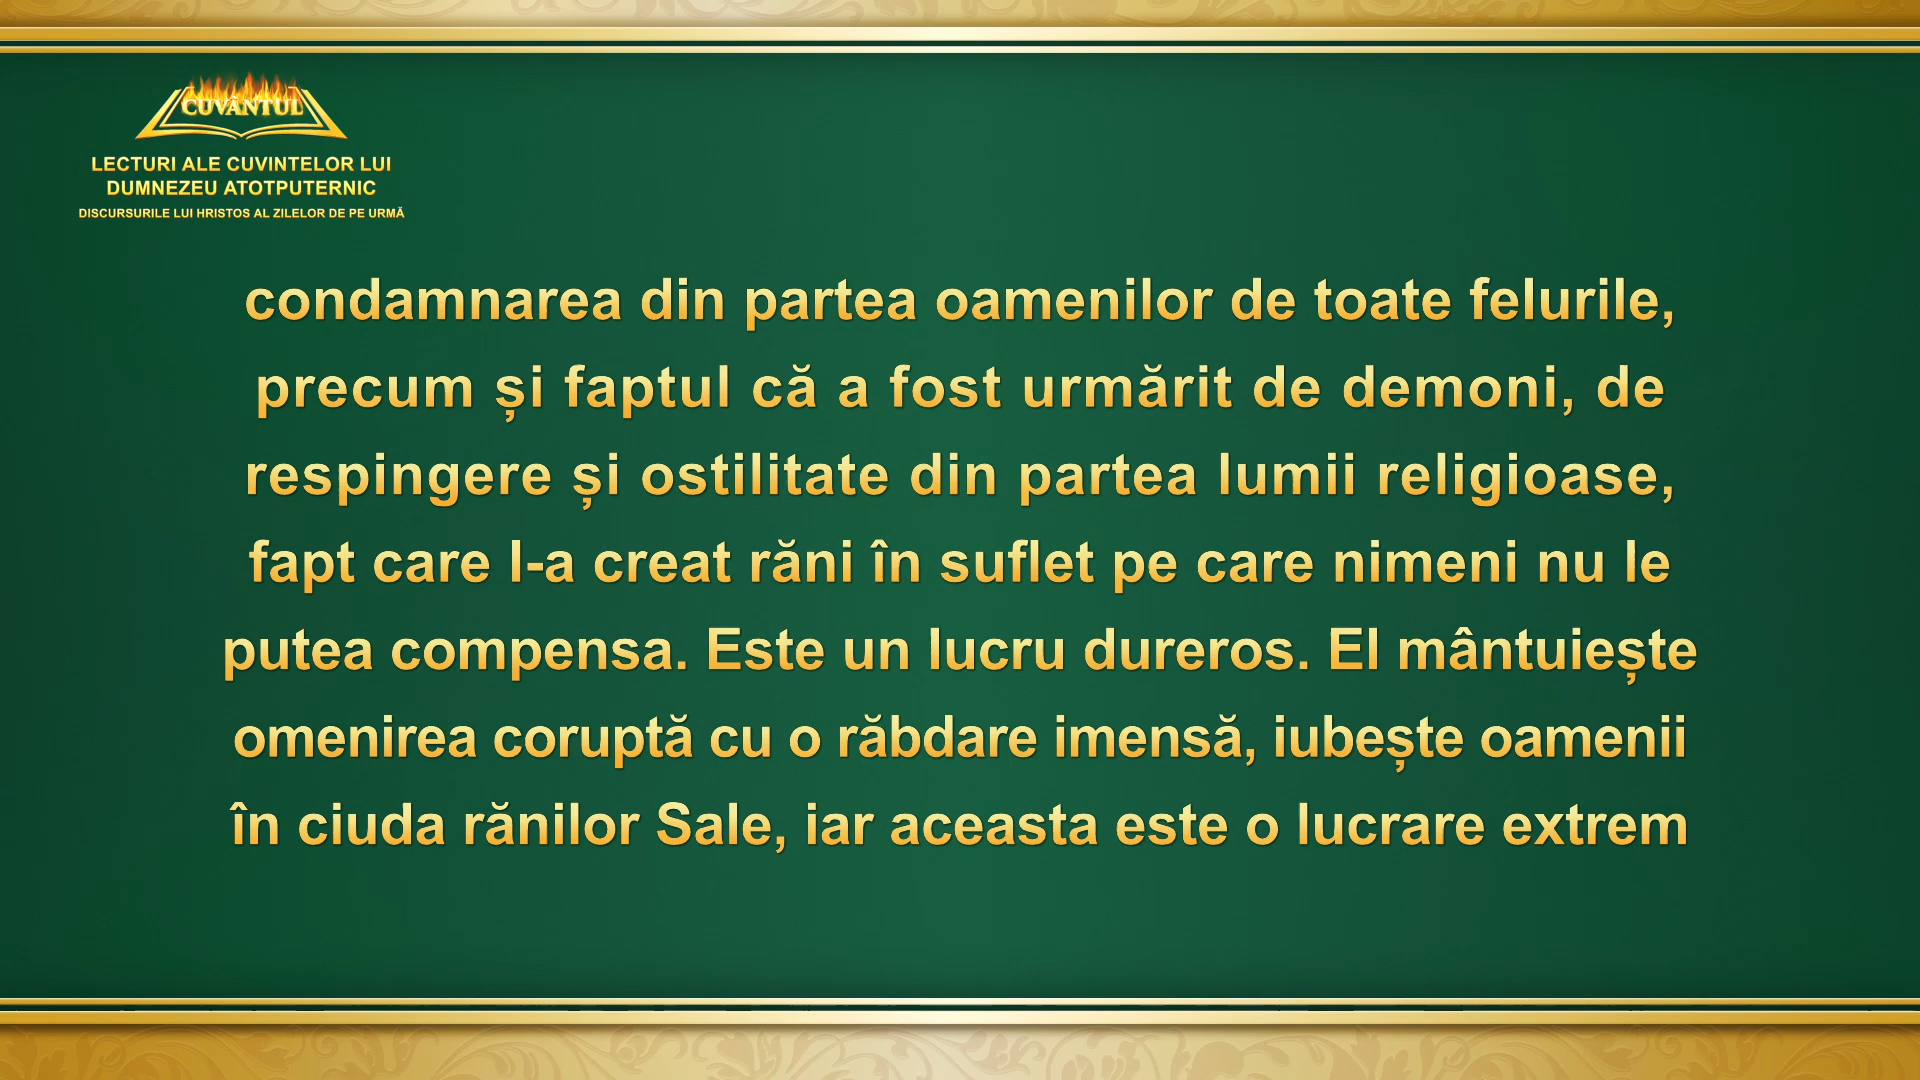 CUVÂNTUL
LECTURI ALE CUVINTELOR LUI
DUMNEZEU ATOTPUTERNIC
DISCURSURILE LUI HRISTOS AL ZILELOR DE PE URMĂ
condamnarea din partea oamenilor de toate felurile,
precum și faptul că a fost urmărit de demoni, de
respingere și ostilitate din partea lumii religioase,
fapt care I-a creat răni în suflet pe care nimeni nu le
putea compensa. Este un lucru dureros. El mântuiește
omenirea coruptă cu o răbdare imensă, iubește oamenii
în ciuda rănilor Sale, iar aceasta este o lucrare extrem